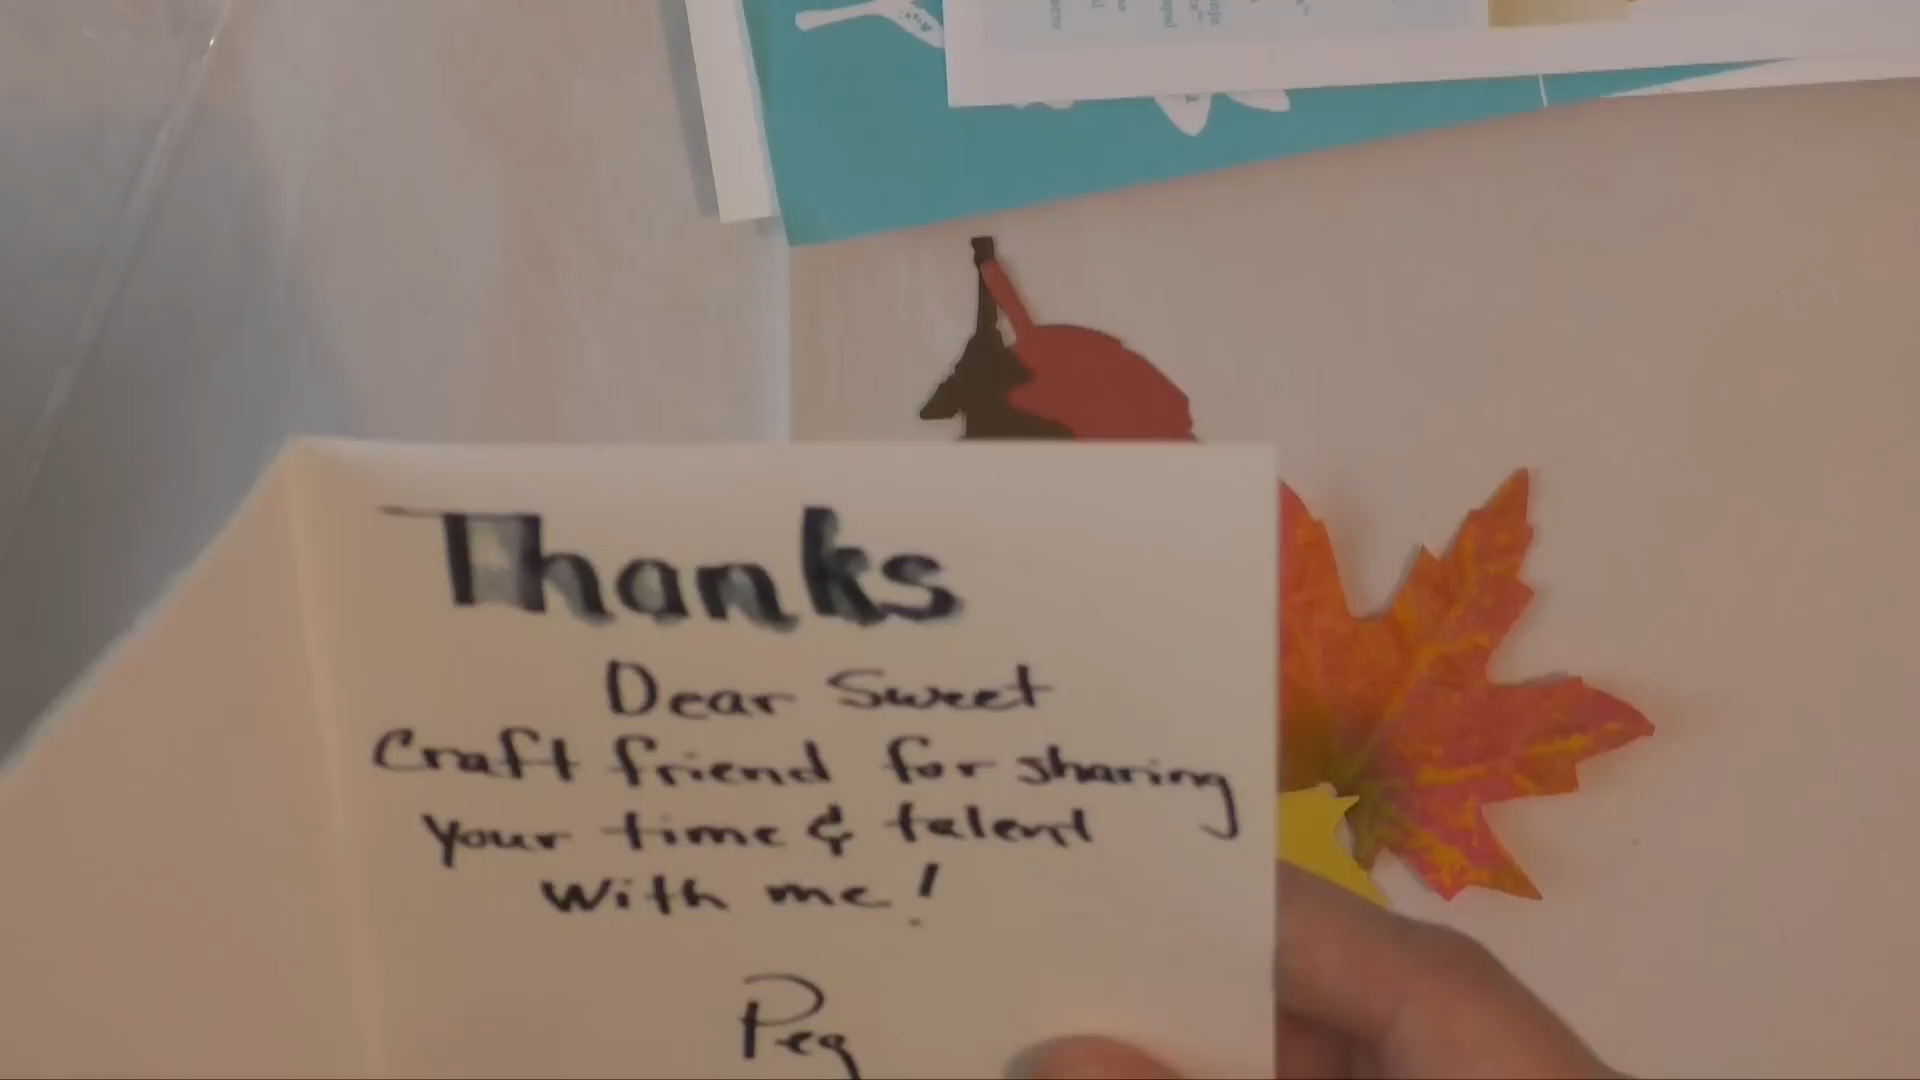 Thanks
Dear Sweet
Craft friend for sharing
your time & talent
with me!
Peg